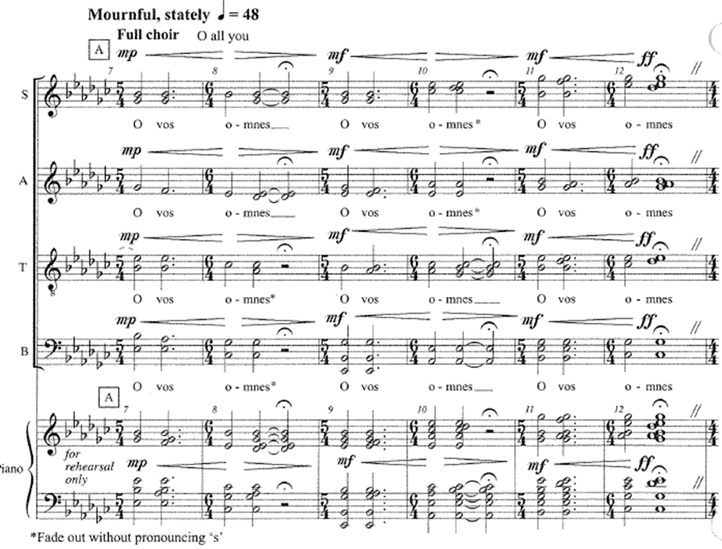 Mournful, stately ♩ = 48
A Full choir O all you
7 mp 8 9 mf 10 11 mf 12 ff
S
O vos o - mnes O vos o - mnes* O vos o - mnes
mp mf mf ff
A
O vos o - mnes O vos o - mnes* O vos o - mnes
mp mf mf ff
T
8
O vos o - mnes* O vos o - mnes O vos o - mnes
mp mf mf ff
B
O vos o - mnes* O vos o - mnes O vos o - mnes
A
7 8 9 10 11 12
for
rehearsal
only
Piano
mp mf mf ff
*Fade out without pronouncing ‘s’